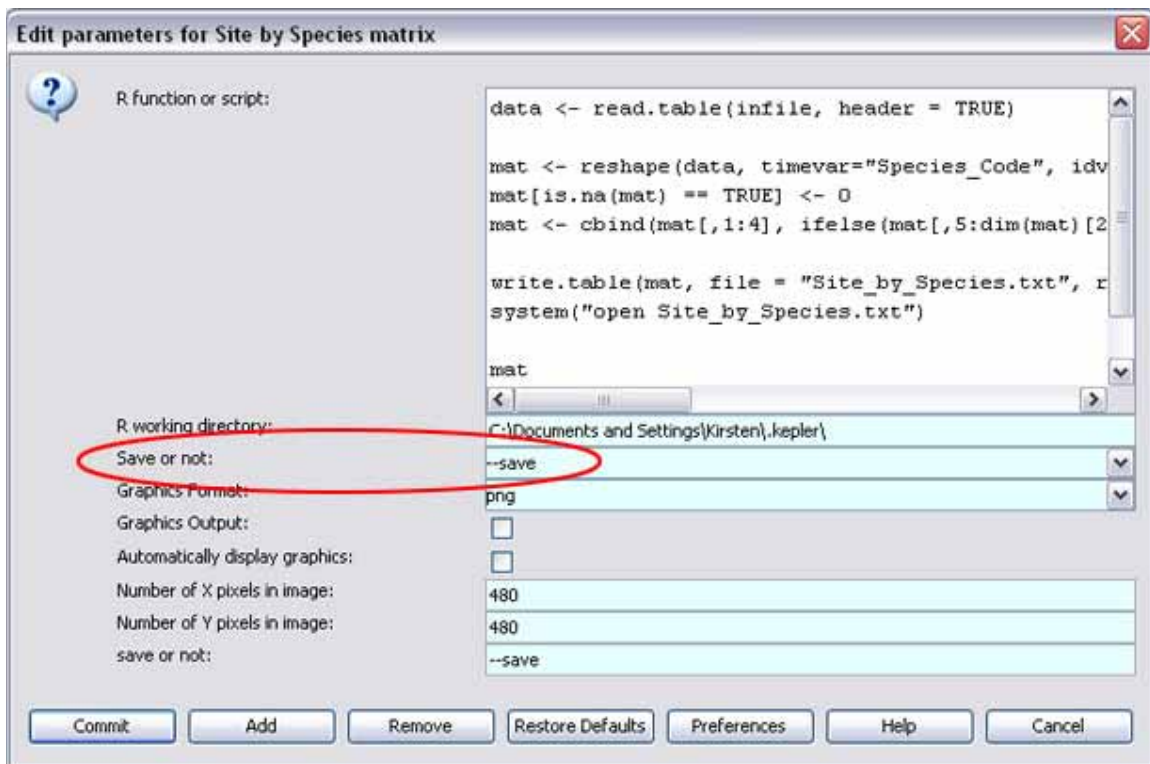 Edit parameters for Site by Species matrix
R function or script:
data <- read.table(infile, header = TRUE)
mat <- reshape(data, timevar="Species_Code", idv
mat[is.na(mat) == TRUE] <- 0
mat <- cbind(mat[,1:4], ifelse(mat[,5:dim(mat)[2
write.table(mat, file = "Site_by_Species.txt", r
system("open Site_by_Species.txt")
mat
R working directory: C:\Documents and Settings\Kirsten\.kepler\
Save or not: --save
Graphics Format: png
Graphics Output:
Automatically display graphics:
Number of X pixels in image: 480
Number of Y pixels in image: 480
save or not: --save
Commit Add Remove Restore Defaults Preferences Help Cancel